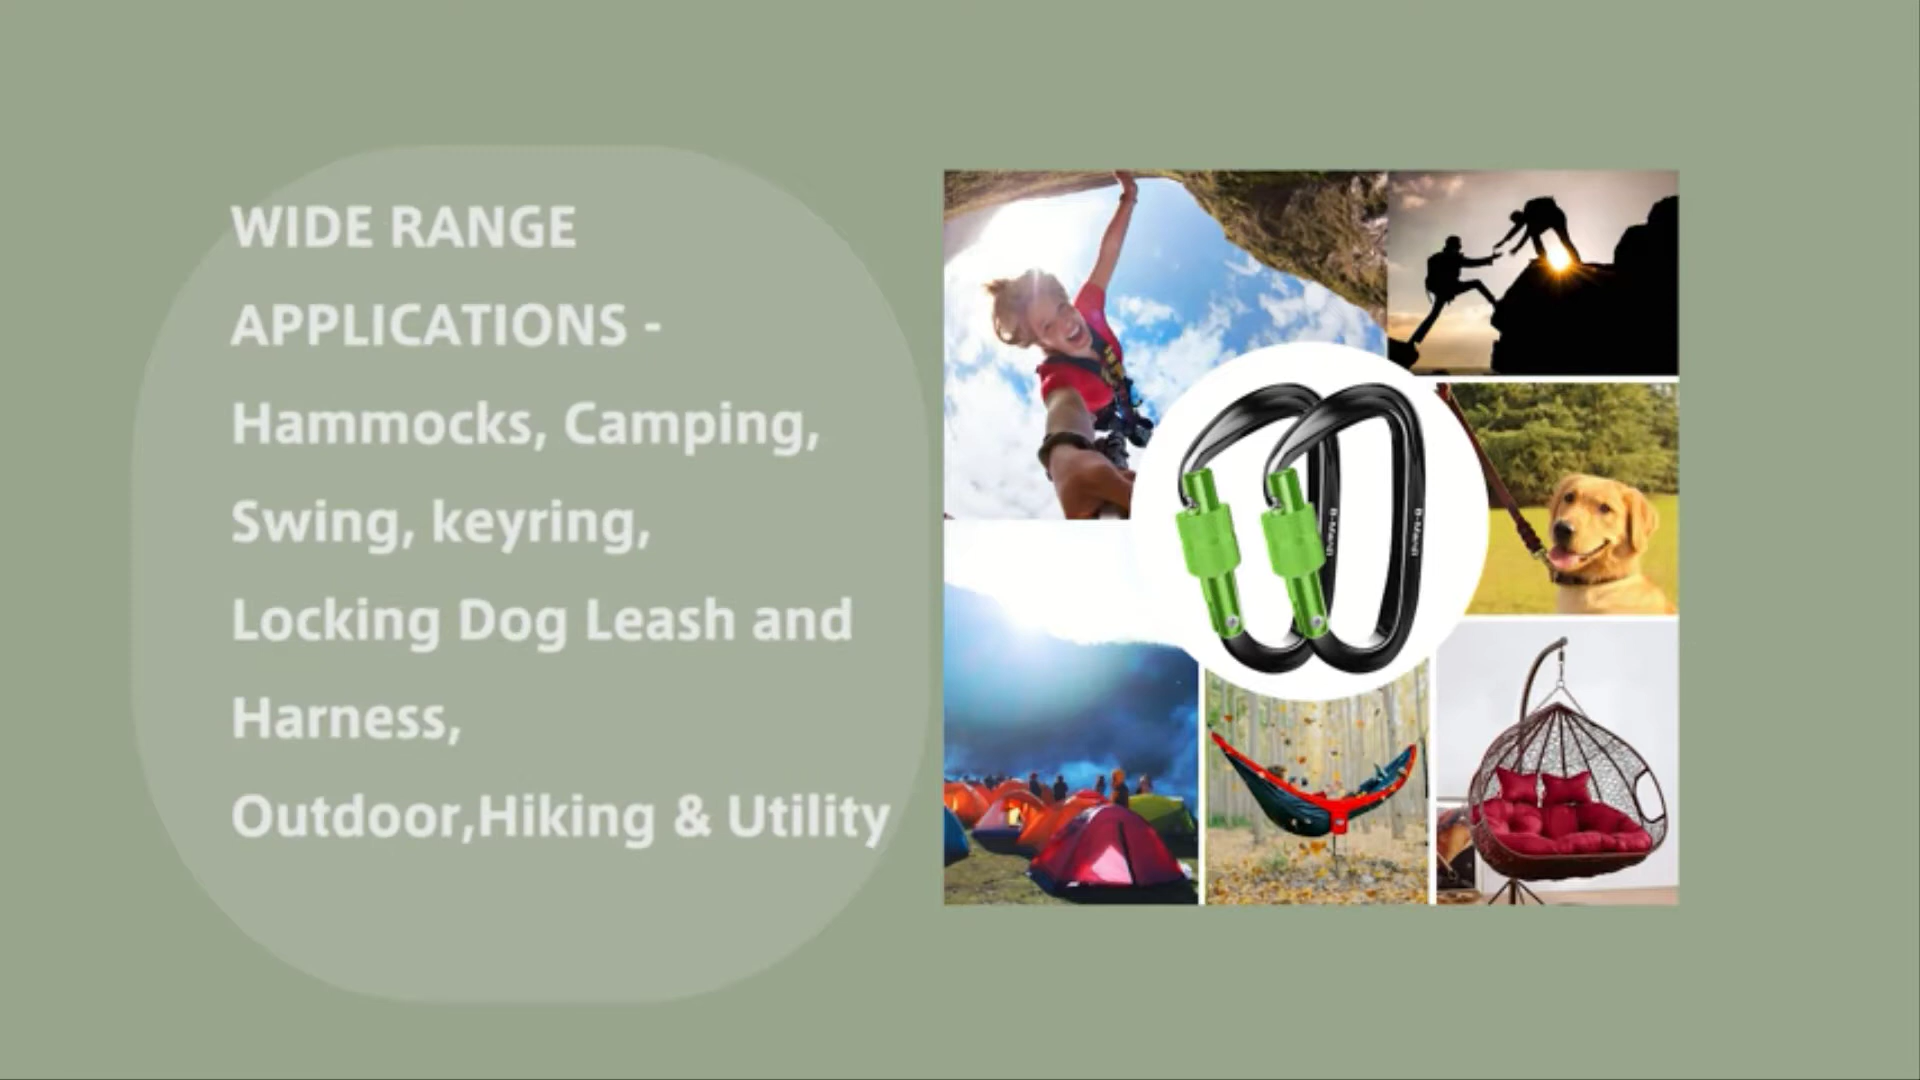 WIDE RANGE
APPLICATIONS -
Hammocks, Camping,
Swing, keyring,
Locking Dog Leash and
Harness,
Outdoor,Hiking & Utility